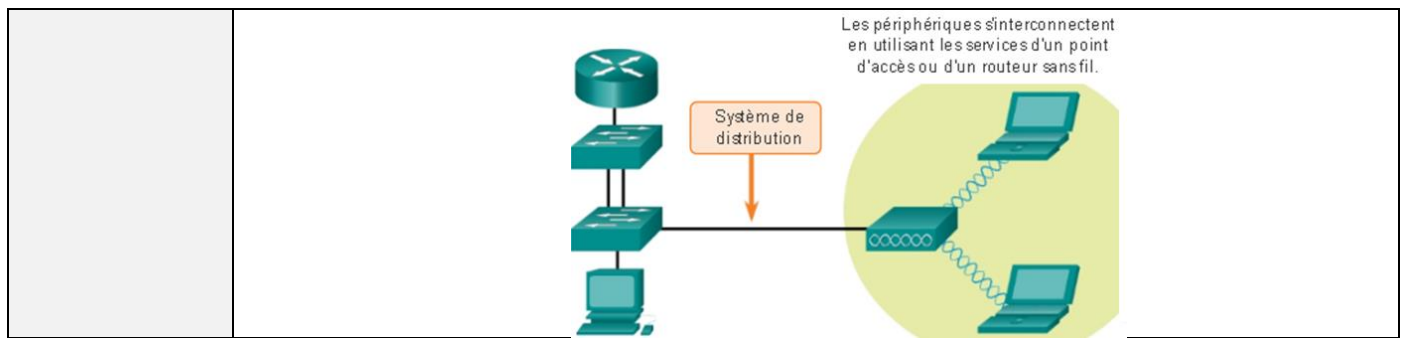 Les périphériques s'interconnectent
en utilisant les services d'un point
d'accès ou d'un routeur sans fil.
Système de
distribution